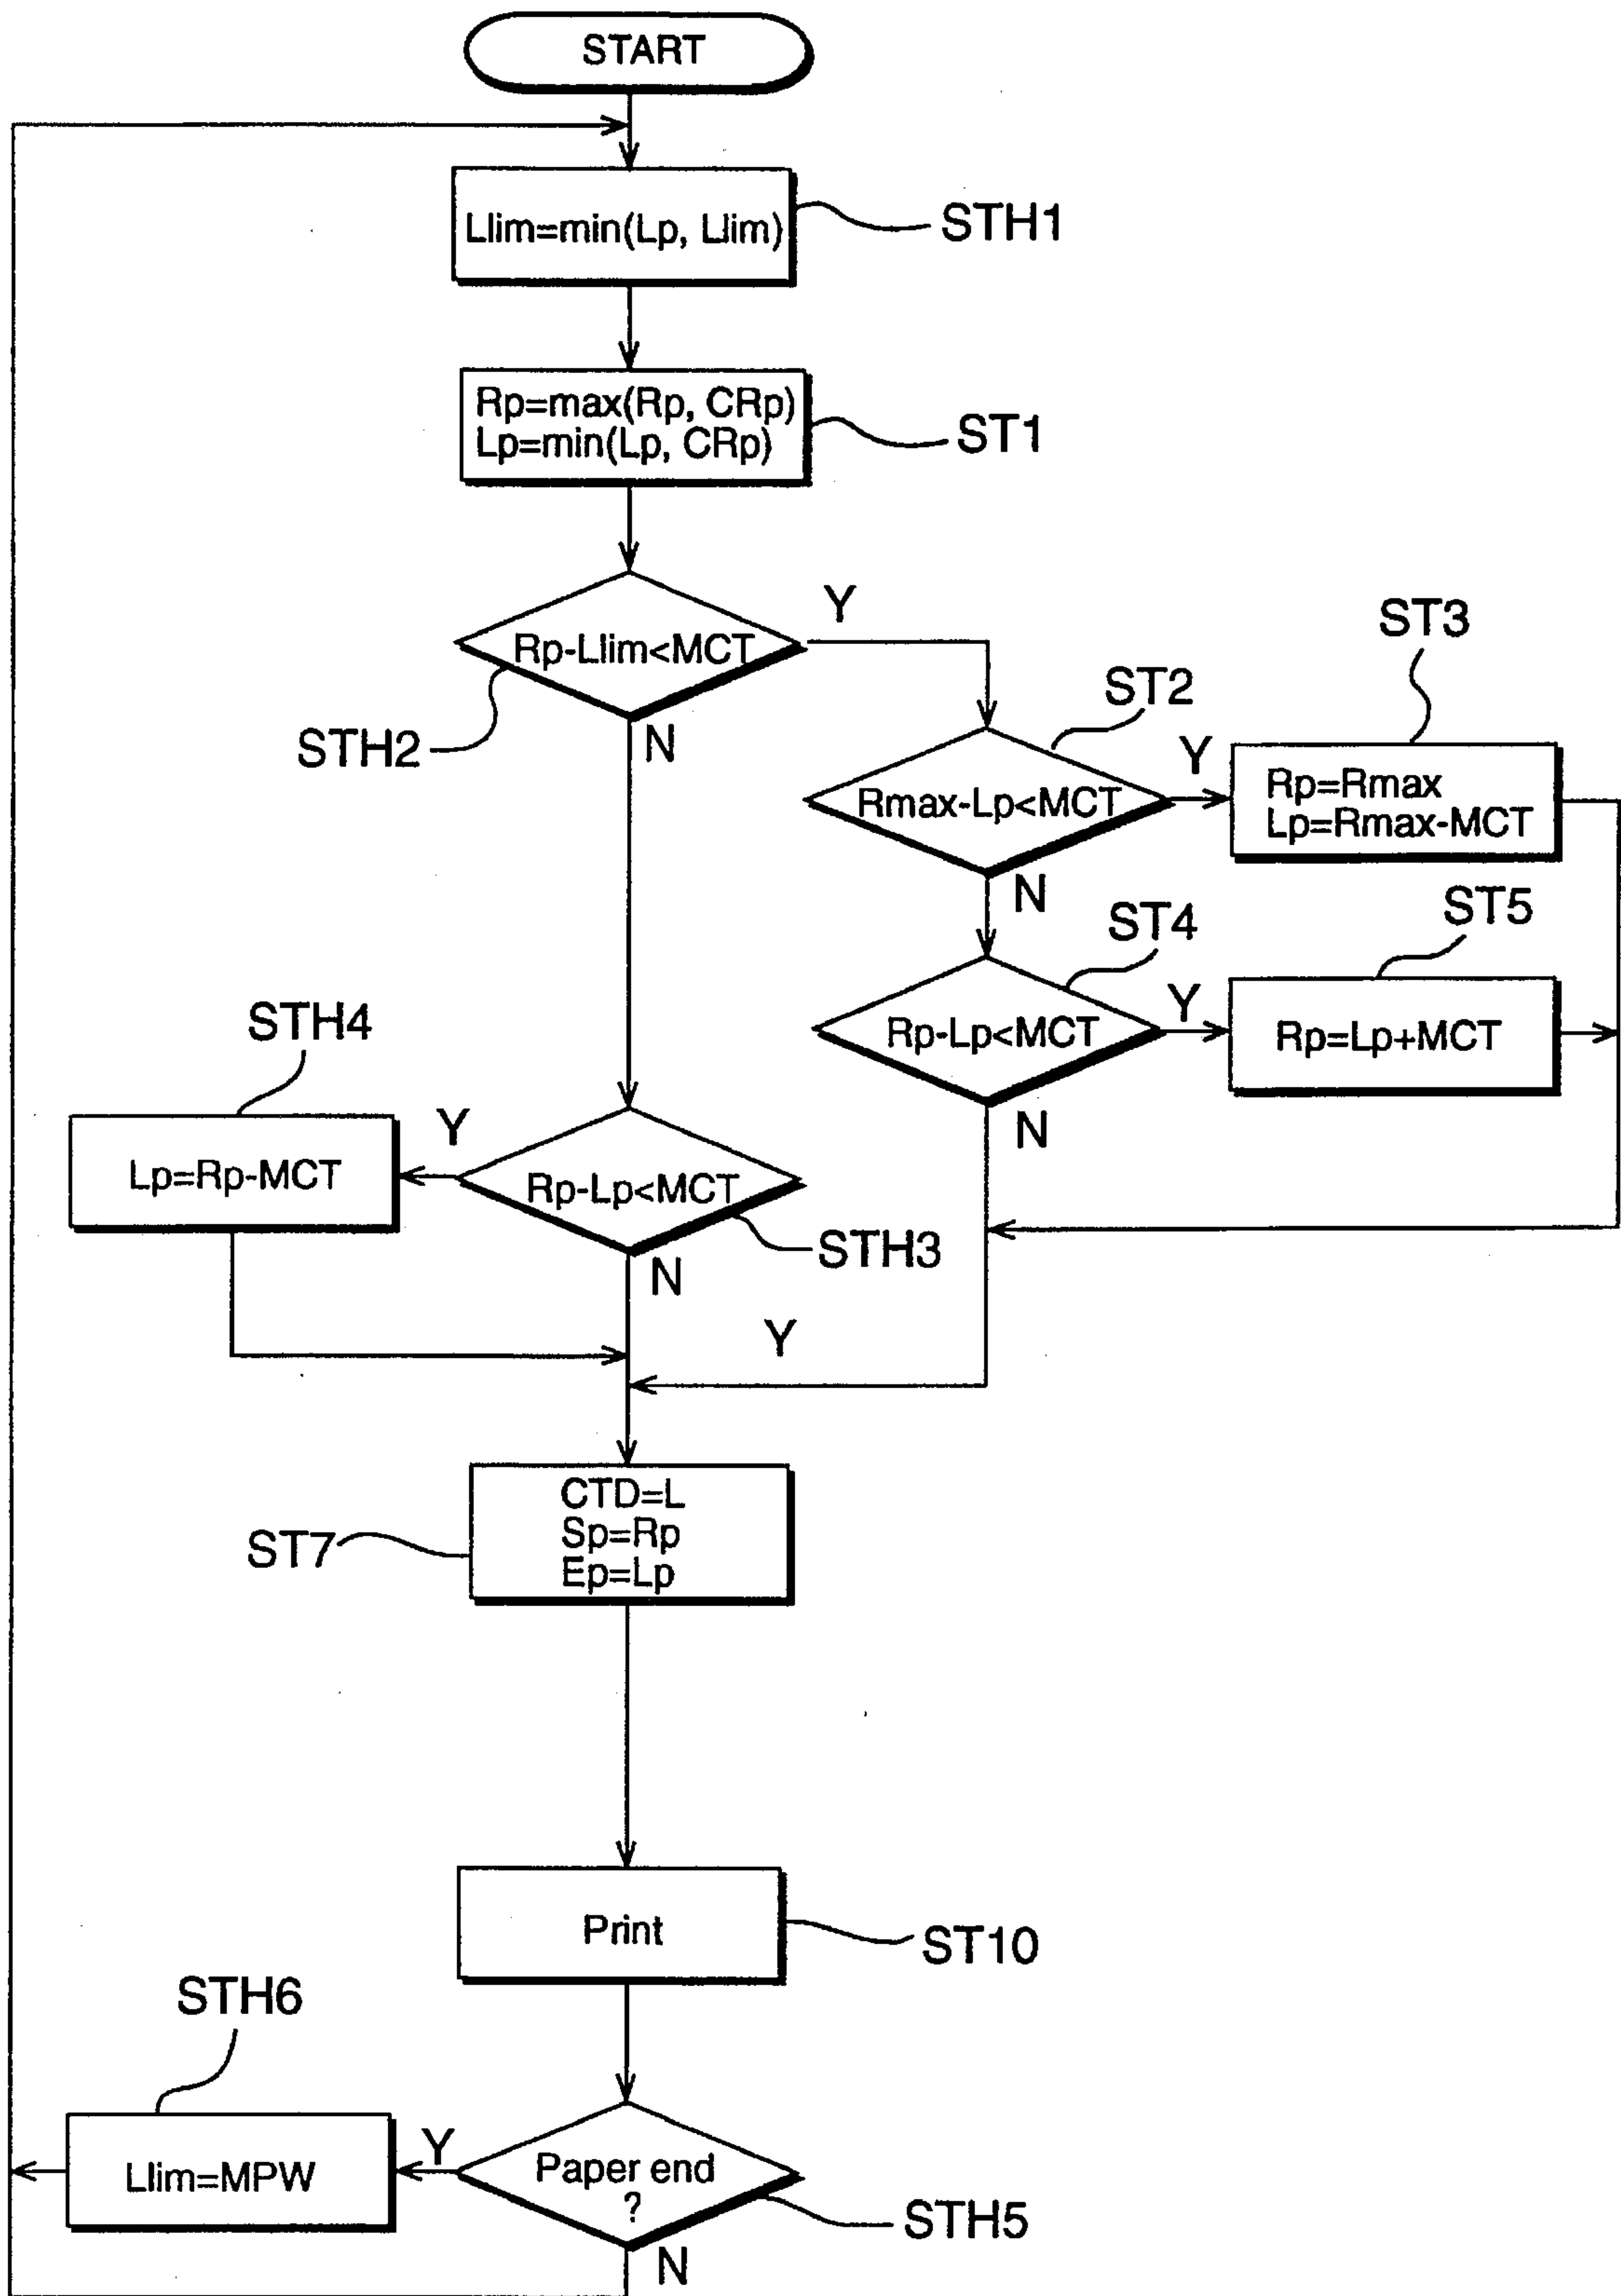 START
Llim=min(Lp, Llim)
STH1
Rp=max(Rp, CRp)
Lp=min(Lp, CRp)
ST1
Rp-Llim<MCT
Y
N
STH2
ST2
Rmax-Lp<MCT
Y
N
ST3
Rp=Rmax
Lp=Rmax-MCT
ST4
Rp-Lp<MCT
Y
N
ST5
Rp=Lp+MCT
STH4
Lp=Rp-MCT
Y
Rp-Lp<MCT
STH3
N
Y
CTD=L
Sp=Rp
Ep=Lp
ST7
Print
ST10
STH6
Llim=MPW
Y
Paper end
?
STH5
N